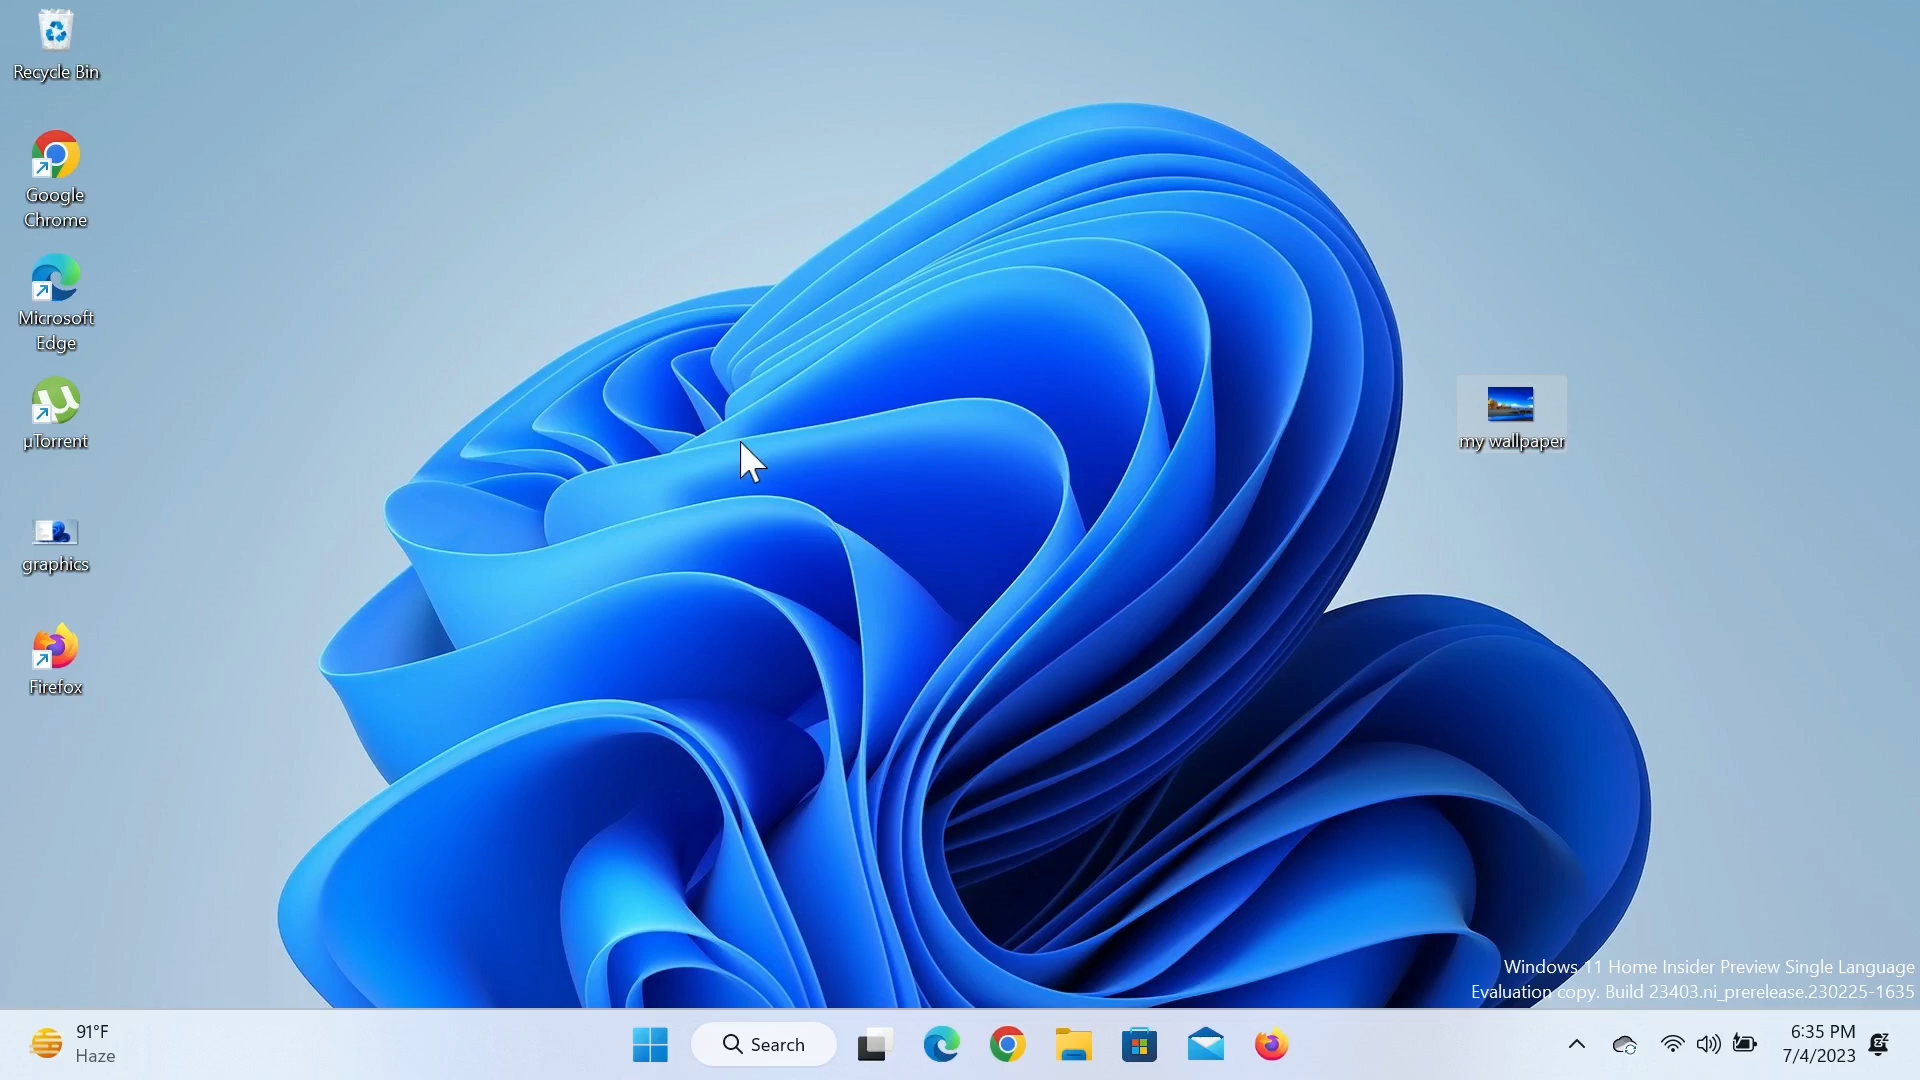 Recycle Bin
Google
Chrome
Microsoft
Edge
µTorrent
graphics
Firefox
my wallpaper
Windows 11 Home Insider Preview Single Language
Evaluation copy. Build 23403.ni_prerelease.230225-1635
91°F
Haze
Search
6:35 PM
7/4/2023